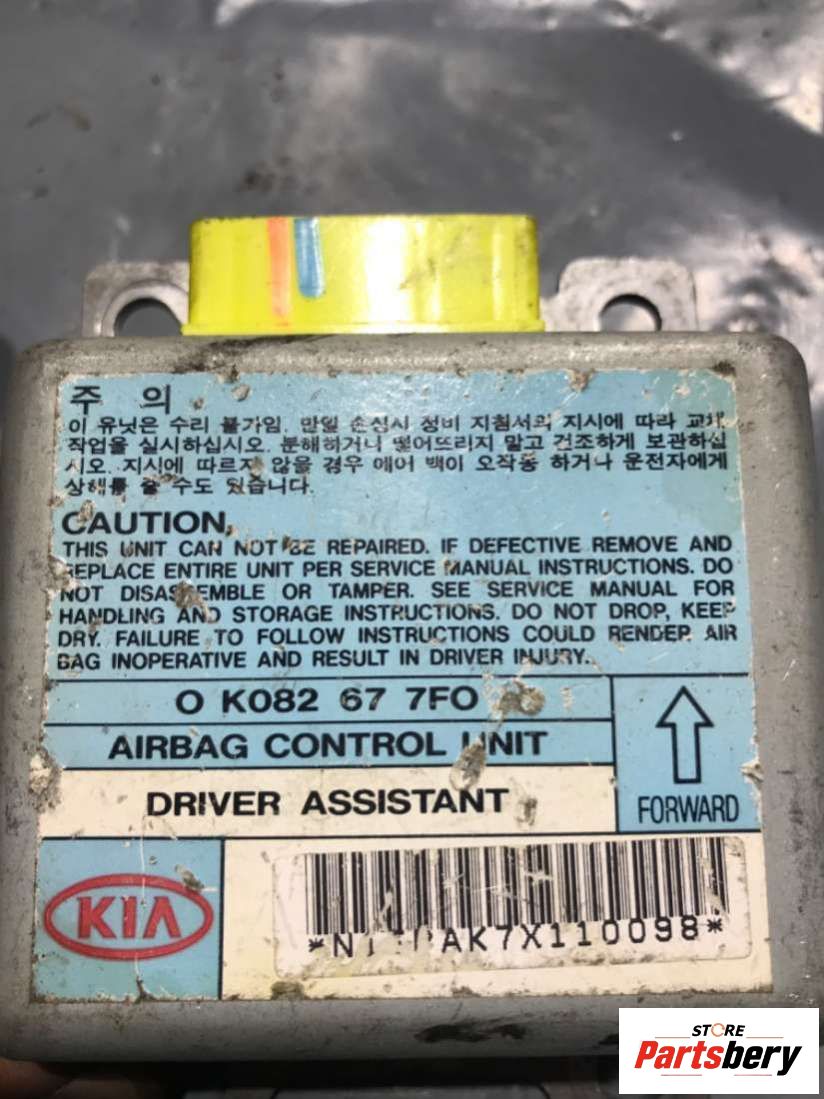 주 의
이 유닛은 수리 불가임. 만일 손상시 정비 지침서의 지시에 따라 교체
작업을 실시하십시오. 분해하거나 떨어뜨리지 말고 건조하게 보관하십
시오. 지시에 따르지 않을 경우 에어 백이 오작동 하거나 운전자에게
상해를 줄 수도 있습니다.
CAUTION,
THIS UNIT CAN NOT BE REPAIRED. IF DEFECTIVE REMOVE AND
REPLACE ENTIRE UNIT PER SERVICE MANUAL INSTRUCTIONS. DO
NOT DISASSEMBLE OR TAMPER. SEE SERVICE MANUAL FOR
HANDLING AND STORAGE INSTRUCTIONS. DO NOT DROP, KEEP
DRY. FAILURE TO FOLLOW INSTRUCTIONS COULD RENDER AIR
BAG INOPERATIVE AND RESULT IN DRIVER INJURY.
O K082 67 7FO
AIRBAG CONTROL UNIT
DRIVER ASSISTANT
FORWARD
KIA
STORE
Partsbery